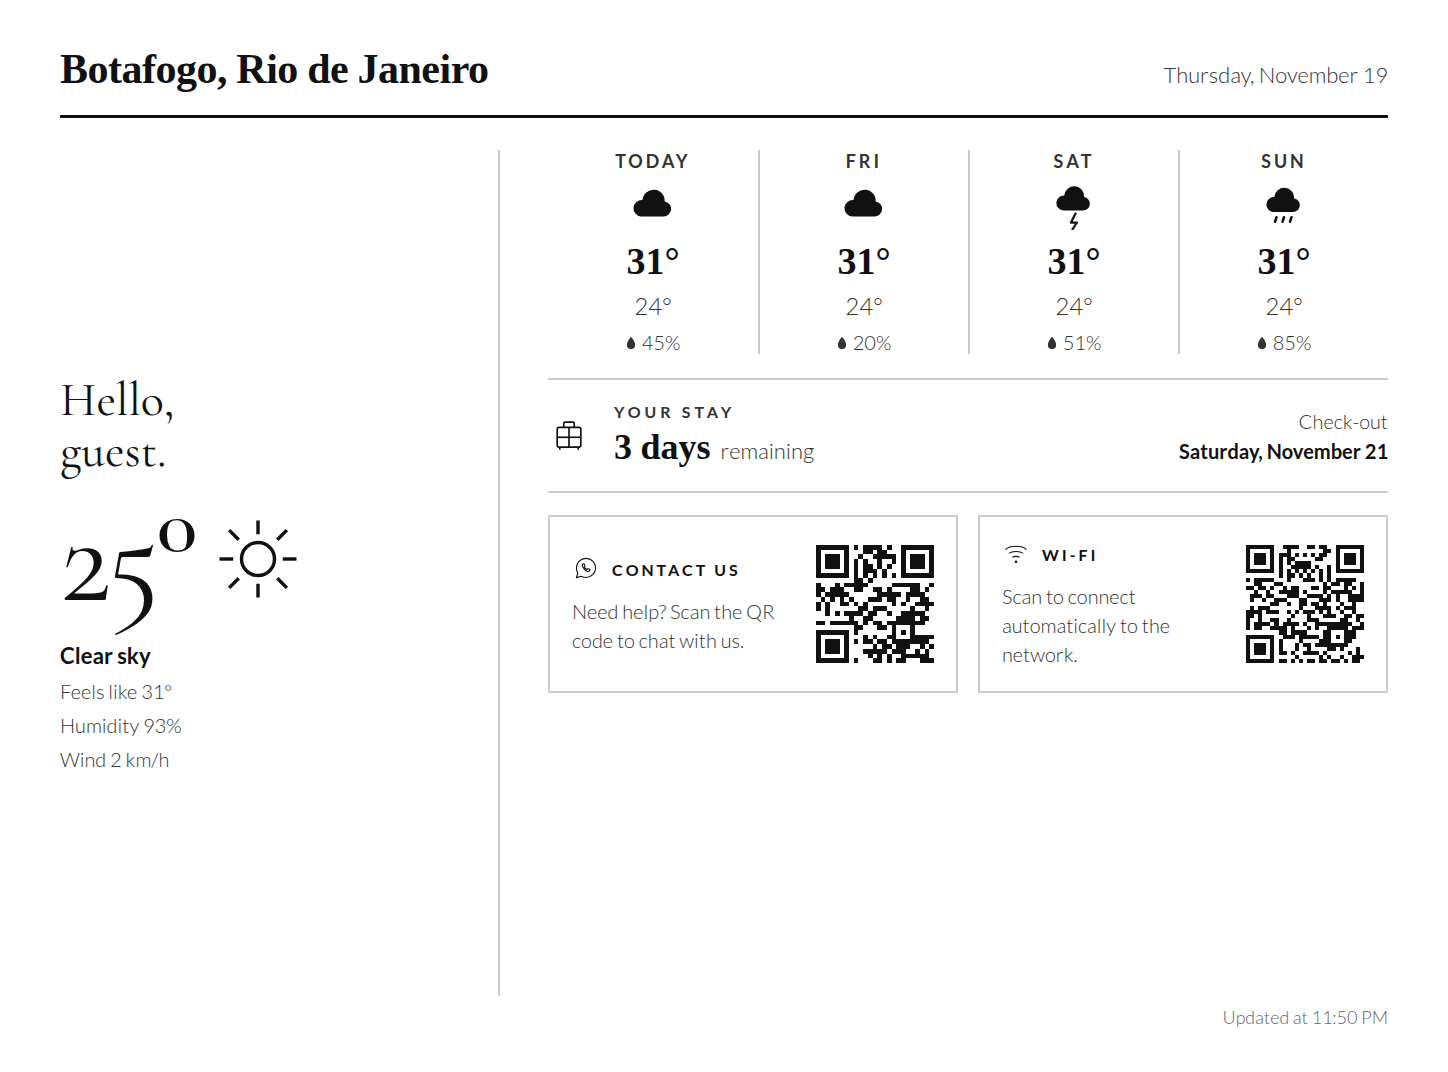 Botafogo, Rio de Janeiro
Thursday, November 19
Hello,
guest.
25°
Clear sky
Feels like 31°
Humidity 93%
Wind 2 km/h
TODAY
31°
24°
45%
FRI
31°
24°
20%
SAT
31°
24°
51%
SUN
31°
24°
85%
YOUR STAY
3 days remaining
Check-out
Saturday, November 21
CONTACT US
Need help? Scan the QR
code to chat with us.
WI-FI
Scan to connect
automatically to the
network.
Updated at 11:50 PM